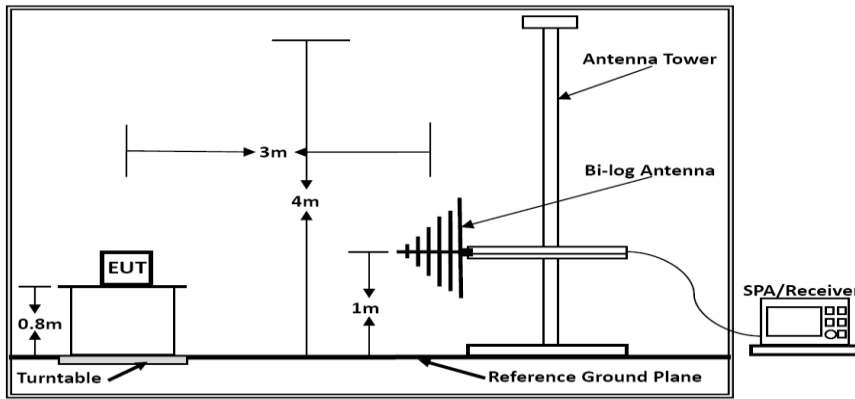 Antenna Tower
3m
Bi-log Antenna
4m
EUT
SPA/Receiver
0.8m
1m
Turntable
Reference Ground Plane